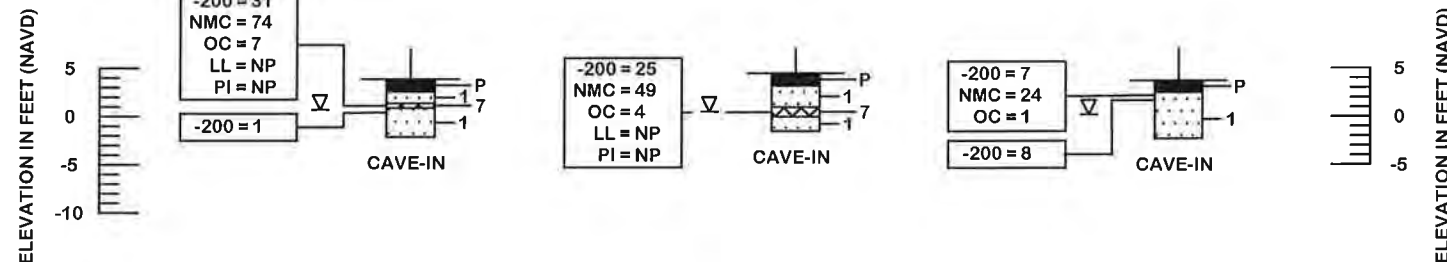 ELEVATION IN FEET (NAVD)
5
0
-5
-10
-200 = 31
NMC = 74
OC = 7
LL = NP
PI = NP
-200 = 1
P
1
7
1
CAVE-IN
-200 = 25
NMC = 49
OC = 4
LL = NP
PI = NP
P
1
7
1
CAVE-IN
-200 = 7
NMC = 24
OC = 1
-200 = 8
P
1
CAVE-IN
5
0
-5
ELEVATION IN FEET (NAVD)